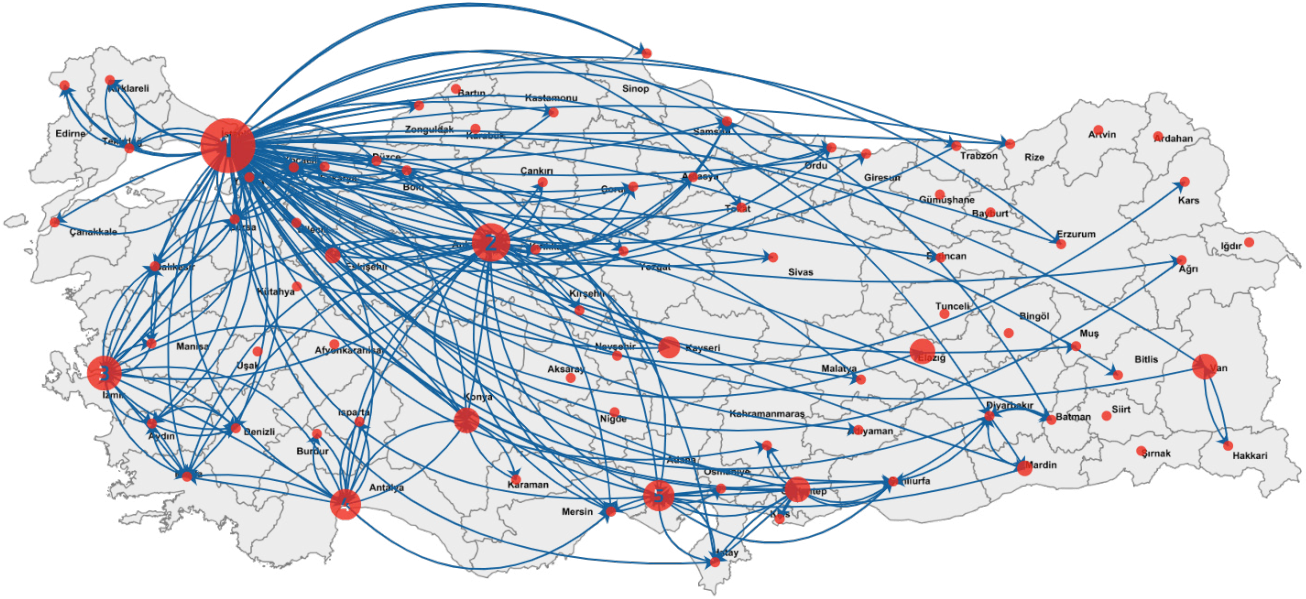 Kırklareli
Edirne
Bartın
Kastamonu
Sinop
Zonguldak
Karabük
Samsun
Artvin
Ardahan
1
Düzce
Bolu
Çankırı
Amasya
Ordu
Giresun
Trabzon
Rize
Kars
Gümüşhane
Bayburt
Çanakkale
Bursa
Tokat
Erzurum
Iğdır
2
Eskişehir
Yozgat
Sivas
Erzincan
Ağrı
Balıkesir
Kütahya
Kırşehir
Tunceli
Bingöl
Muş
Manisa
Uşak
Afyonkarahisar
Nevşehir
Kayseri
Elazığ
Bitlis
Van
3
İzmir
Aksaray
Malatya
Konya
Isparta
Niğde
Kahramanmaraş
Diyarbakır
Batman
Siirt
Aydın
Denizli
Burdur
Adıyaman
Şırnak
Hakkari
Adana
Mardin
Osmaniye
Antalya
Karaman
5
Mersin
Kilis
Hatay